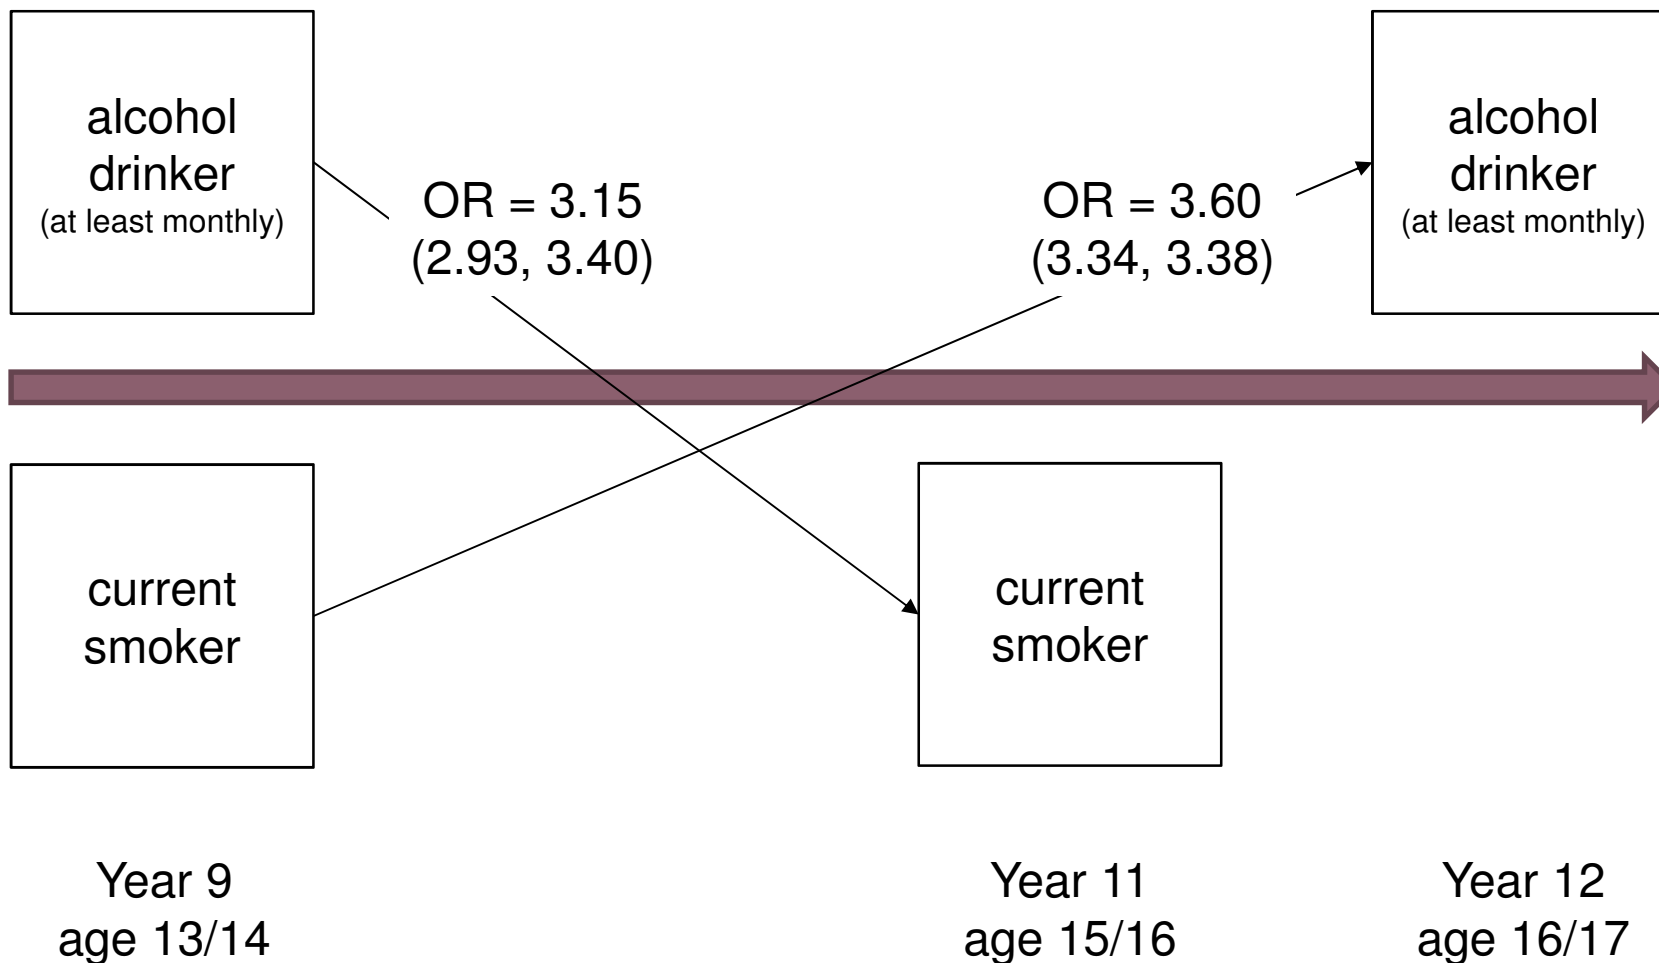 alcohol
drinker
(at least monthly)
OR = 3.15
(2.93, 3.40)
OR = 3.60
(3.34, 3.38)
alcohol
drinker
(at least monthly)
current
smoker
current
smoker
Year 9
age 13/14
Year 11
age 15/16
Year 12
age 16/17